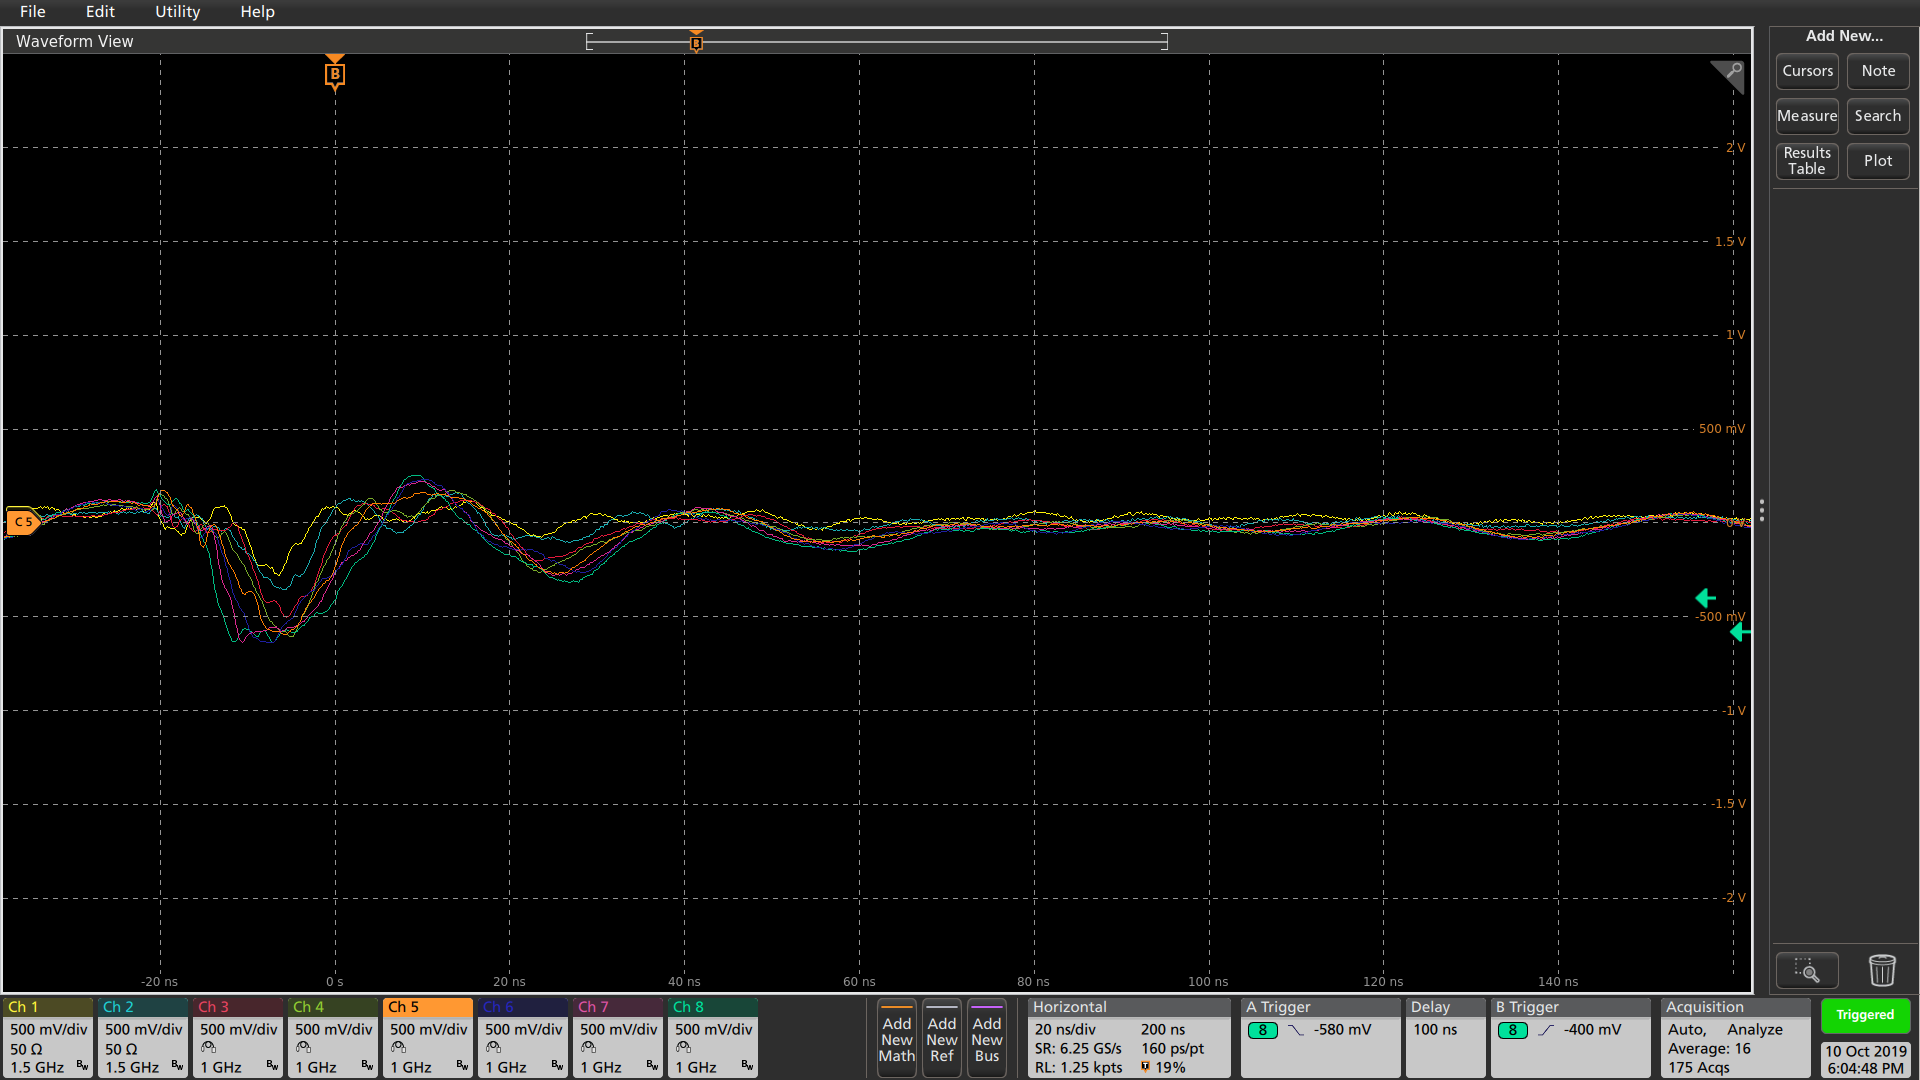 File Edit Utility Help
Waveform View
Add New...
B
B
Cursors Note
Measure Search
Results Table Plot
2 V
1.5 V
1 V
500 mV
C 5
0 V
-500 mV
-1 V
-1.5 V
-2 V
-20 ns 0 s 20 ns 40 ns 60 ns 80 ns 100 ns 120 ns 140 ns
Ch 1
500 mV/div
50 Ω
1.5 GHz Bw
Ch 2
500 mV/div
50 Ω
1.5 GHz Bw
Ch 3
500 mV/div
1 GHz Bw
Ch 4
500 mV/div
1 GHz Bw
Ch 5
500 mV/div
1 GHz Bw
Ch 6
500 mV/div
1 GHz Bw
Ch 7
500 mV/div
1 GHz Bw
Ch 8
500 mV/div
1 GHz Bw
Add New Math
Add New Ref
Add New Bus
Horizontal
20 ns/div 200 ns
SR: 6.25 GS/s 160 ps/pt
RL: 1.25 kpts T 19%
A Trigger
8 -580 mV
Delay
100 ns
B Trigger
8 -400 mV
Acquisition
Auto, Analyze
Average: 16
175 Acqs
Triggered
10 Oct 2019
6:04:48 PM